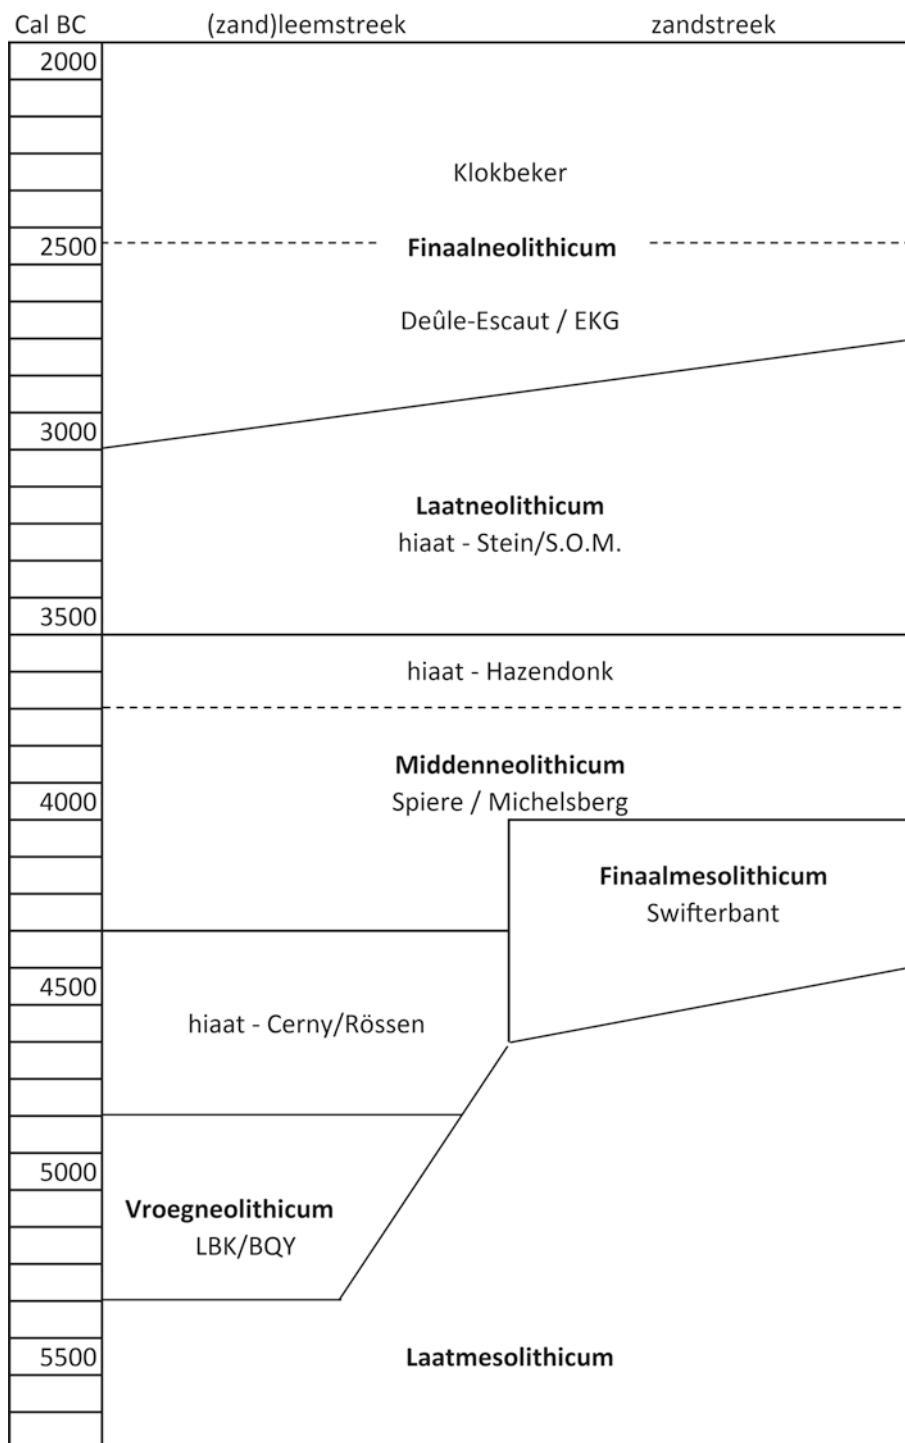 Cal BC (zand)leemstreek zandstreek
2000
Klokbeker
2500 Finaalneolithicum
Deûle-Escaut / EKG
3000
Laatneolithicum
hiaat - Stein/S.O.M.
3500
hiaat - Hazendonk
Middenneolithicum
4000 Spiere / Michelsberg
Finaalmesolithicum
Swifterbant
4500
hiaat - Cerny/Rössen
5000
Vroegneolithicum
LBK/BQY
5500 Laatmesolithicum